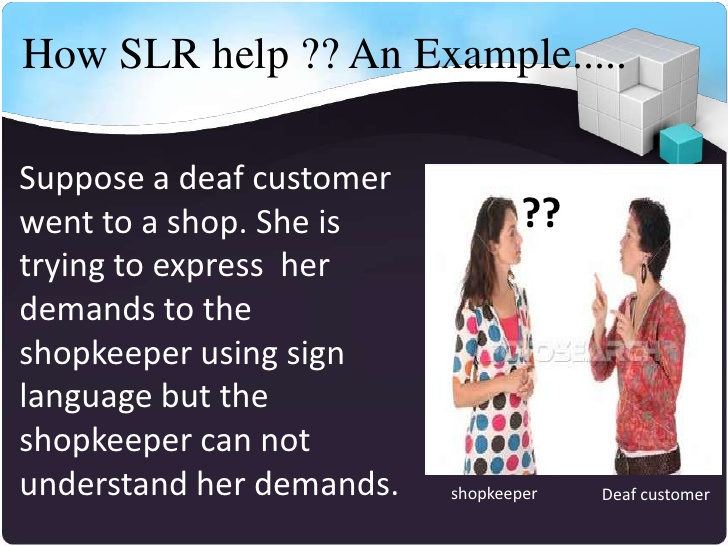 How SLR help ?? An Example.....
Suppose a deaf customer
went to a shop. She is
trying to express  her
demands to the
shopkeeper using sign
language but the
shopkeeper can not
understand her demands.
??
shopkeeper
Deaf customer